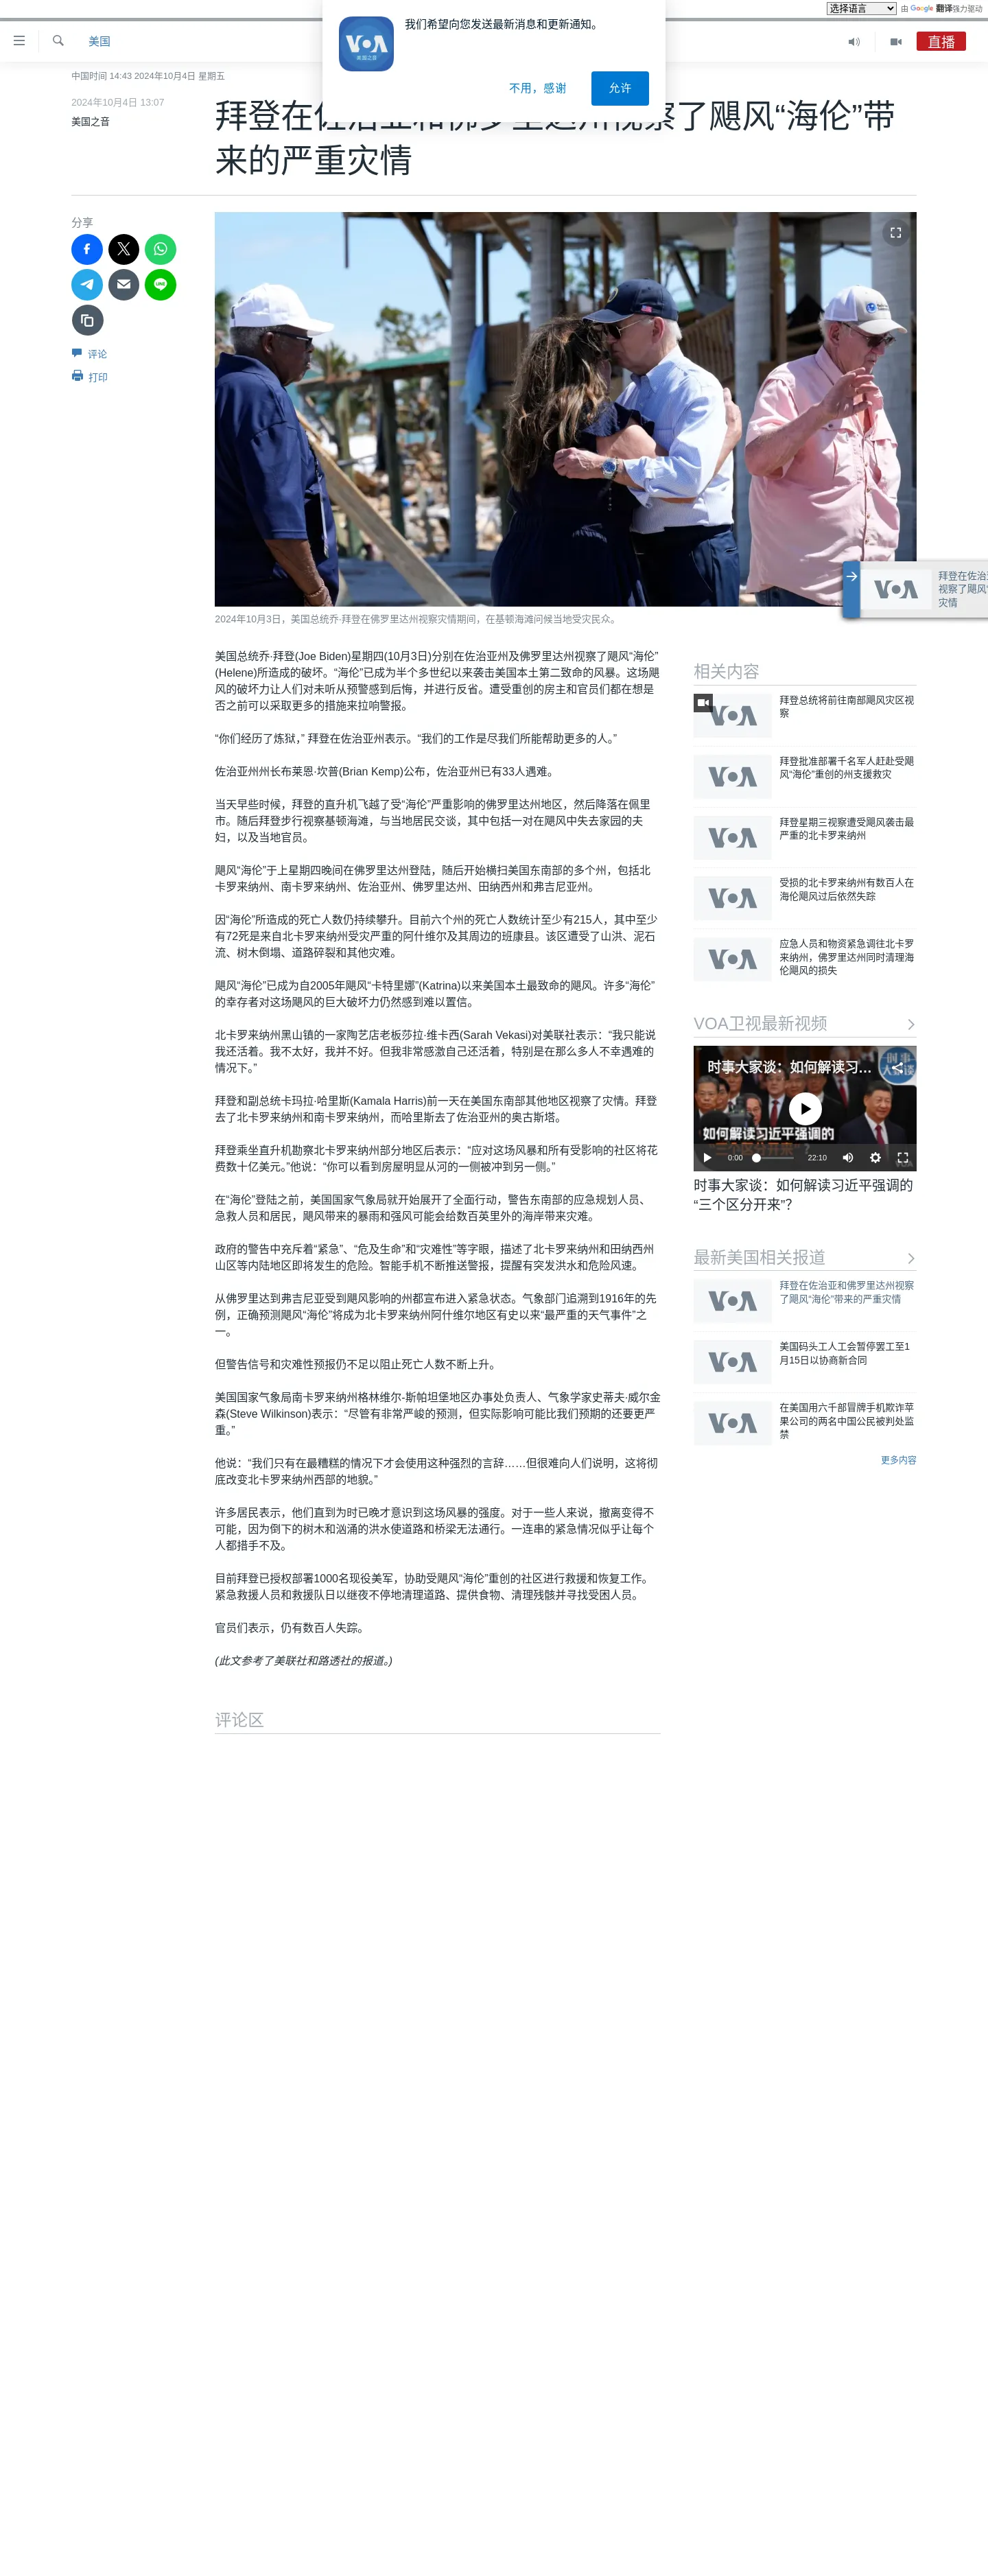 选择语言
由 Google 翻译强力驱动
我们希望向您发送最新消息和更新通知。
VOA
美国之音
不用，感谢
允许
美国
直播
中国时间 14:43 2024年10月4日 星期五
2024年10月4日 13:07
美国之音
来的严重灾情
分享
评论
打印
2024年10月3日，美国总统乔·拜登在佛罗里达州视察灾情期间，在基顿海滩问候当地受灾民众。
美国总统乔·拜登(Joe Biden)星期四(10月3日)分别在佐治亚州及佛罗里达州视察了飓风“海伦”
(Helene)所造成的破坏。“海伦”已成为半个多世纪以来袭击美国本土第二致命的风暴。这场飓
风的破坏力让人们对未听从预警感到后悔，并进行反省。遭受重创的房主和官员们都在想是
否之前可以采取更多的措施来拉响警报。
“你们经历了炼狱，” 拜登在佐治亚州表示。“我们的工作是尽我们所能帮助更多的人。”
佐治亚州州长布莱恩·坎普(Brian Kemp)公布，佐治亚州已有33人遇难。
当天早些时候，拜登的直升机飞越了受“海伦”严重影响的佛罗里达州地区，然后降落在佩里
市。随后拜登步行视察基顿海滩，与当地居民交谈，其中包括一对在飓风中失去家园的夫
妇，以及当地官员。
飓风“海伦”于上星期四晚间在佛罗里达州登陆，随后开始横扫美国东南部的多个州，包括北
卡罗来纳州、南卡罗来纳州、佐治亚州、佛罗里达州、田纳西州和弗吉尼亚州。
因“海伦”所造成的死亡人数仍持续攀升。目前六个州的死亡人数统计至少有215人，其中至少
有72死是来自北卡罗来纳州受灾严重的阿什维尔及其周边的班康县。该区遭受了山洪、泥石
流、树木倒塌、道路碎裂和其他灾难。
飓风“海伦”已成为自2005年飓风“卡特里娜”(Katrina)以来美国本土最致命的飓风。许多“海伦”
的幸存者对这场飓风的巨大破坏力仍然感到难以置信。
北卡罗来纳州黑山镇的一家陶艺店老板莎拉·维卡西(Sarah Vekasi)对美联社表示：“我只能说
我还活着。我不太好，我并不好。但我非常感激自己还活着，特别是在那么多人不幸遇难的
情况下。”
拜登和副总统卡玛拉·哈里斯(Kamala Harris)前一天在美国东南部其他地区视察了灾情。拜登
去了北卡罗来纳州和南卡罗来纳州，而哈里斯去了佐治亚州的奥古斯塔。
拜登乘坐直升机勘察北卡罗来纳州部分地区后表示：“应对这场风暴和所有受影响的社区将花
费数十亿美元。”他说：“你可以看到房屋明显从河的一侧被冲到另一侧。”
在“海伦”登陆之前，美国国家气象局就开始展开了全面行动，警告东南部的应急规划人员、
急救人员和居民，飓风带来的暴雨和强风可能会给数百英里外的海岸带来灾难。
政府的警告中充斥着“紧急”、“危及生命”和“灾难性”等字眼，描述了北卡罗来纳州和田纳西州
山区等内陆地区即将发生的危险。智能手机不断推送警报，提醒有突发洪水和危险风速。
从佛罗里达到弗吉尼亚受到飓风影响的州都宣布进入紧急状态。气象部门追溯到1916年的先
例，正确预测飓风“海伦”将成为北卡罗来纳州阿什维尔地区有史以来“最严重的天气事件”之
一。
但警告信号和灾难性预报仍不足以阻止死亡人数不断上升。
美国国家气象局南卡罗来纳州格林维尔-斯帕坦堡地区办事处负责人、气象学家史蒂夫·威尔金
森(Steve Wilkinson)表示：“尽管有非常严峻的预测，但实际影响可能比我们预期的还要更严
重。”
他说：“我们只有在最糟糕的情况下才会使用这种强烈的言辞……但很难向人们说明，这将彻
底改变北卡罗来纳州西部的地貌。”
许多居民表示，他们直到为时已晚才意识到这场风暴的强度。对于一些人来说，撤离变得不
可能，因为倒下的树木和汹涌的洪水使道路和桥梁无法通行。一连串的紧急情况似乎让每个
人都措手不及。
目前拜登已授权部署1000名现役美军，协助受飓风“海伦”重创的社区进行救援和恢复工作。
紧急救援人员和救援队日以继夜不停地清理道路、提供食物、清理残骸并寻找受困人员。
官员们表示，仍有数百人失踪。
(此文参考了美联社和路透社的报道。)
评论区
VOA
拜登在佐治
视察了飓风“
灾情
相关内容
VOA
拜登总统将前往南部飓风灾区视
察
VOA
拜登批准部署千名军人赶赴受飓
风“海伦”重创的州支援救灾
VOA
拜登星期三视察遭受飓风袭击最
严重的北卡罗来纳州
VOA
受损的北卡罗来纳州有数百人在
海伦飓风过后依然失踪
VOA
应急人员和物资紧急调往北卡罗
来纳州，佛罗里达州同时清理海
伦飓风的损失
VOA卫视最新视频
时事大家谈：如何解读习…
如何解读习近平强调的
0:00
22:10
时事大家谈：如何解读习近平强调的
“三个区分开来”？
最新美国相关报道
VOA
拜登在佐治亚和佛罗里达州视察
了飓风“海伦”带来的严重灾情
VOA
美国码头工人工会暂停罢工至1
月15日以协商新合同
VOA
在美国用六千部冒牌手机欺诈苹
果公司的两名中国公民被判处监
禁
更多内容